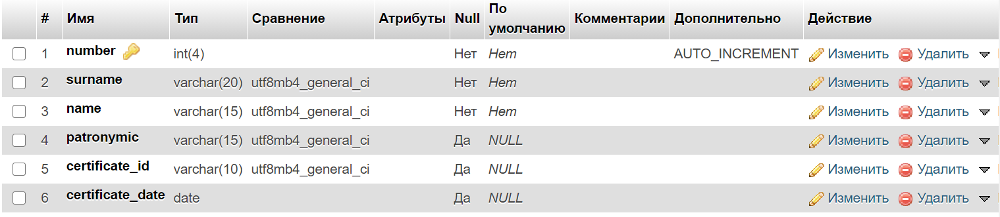 # Имя Тип Сравнение Атрибуты Null По умолчанию Комментарии Дополнительно Действие
1 number int(4) Нет Нет AUTO_INCREMENT Изменить Удалить
2 surname varchar(20) utf8mb4_general_ci Нет Нет Изменить Удалить
3 name varchar(15) utf8mb4_general_ci Нет Нет Изменить Удалить
4 patronymic varchar(15) utf8mb4_general_ci Да NULL Изменить Удалить
5 certificate_id varchar(10) utf8mb4_general_ci Да NULL Изменить Удалить
6 certificate_date date Да NULL Изменить Удалить